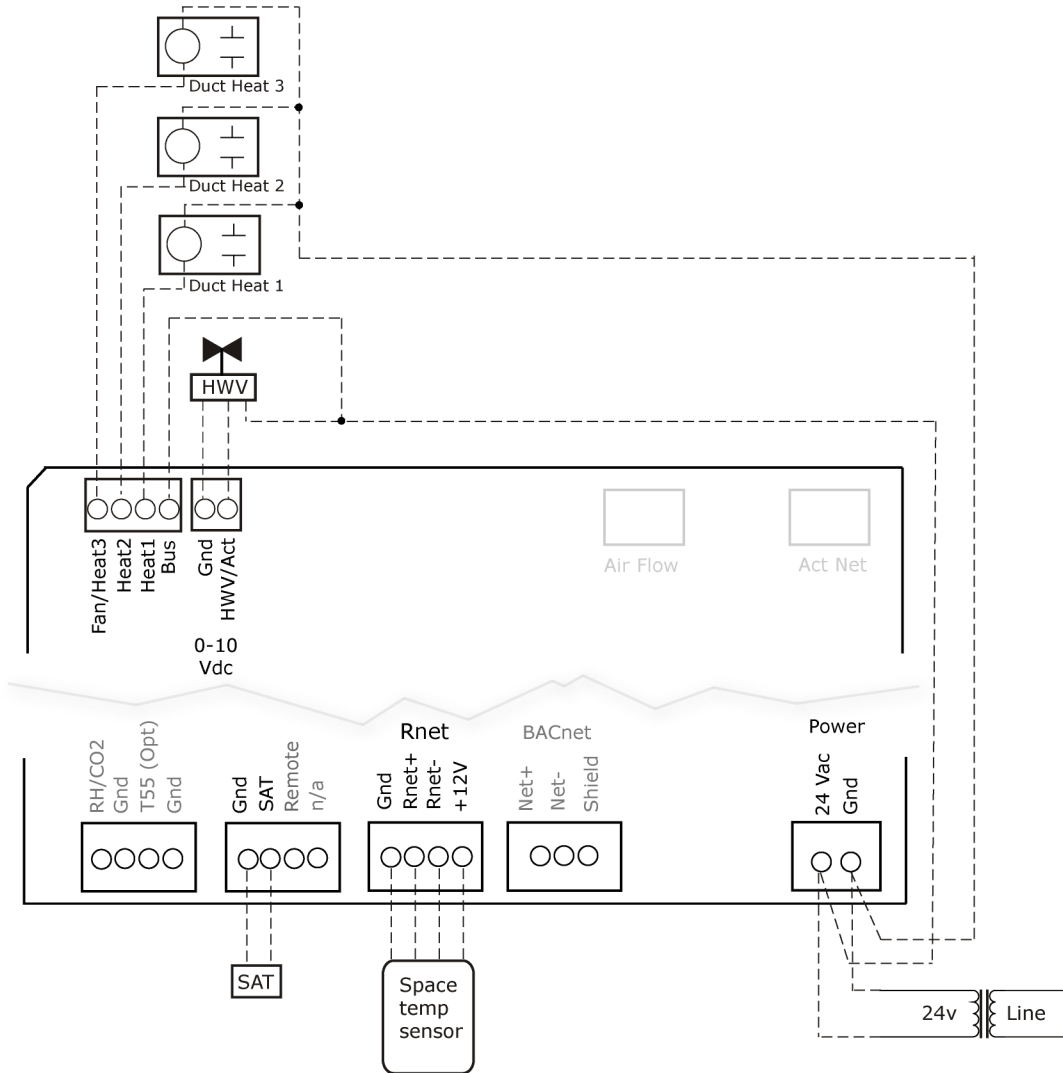 Duct Heat 3
Duct Heat 2
Duct Heat 1
HWV
Fan/Heat3
Heat2
Heat1
Bus
Gnd
HWV/Act
0-10
Vdc
Air Flow
Act Net
RH/CO2
Gnd
T55 (Opt)
Gnd
Gnd
SAT
Remote
n/a
Rnet
Gnd
Rnet+
Rnet-
+12V
BACnet
Net+
Net-
Shield
Power
24 Vac
Gnd
SAT
Space
temp
sensor
24v
Line